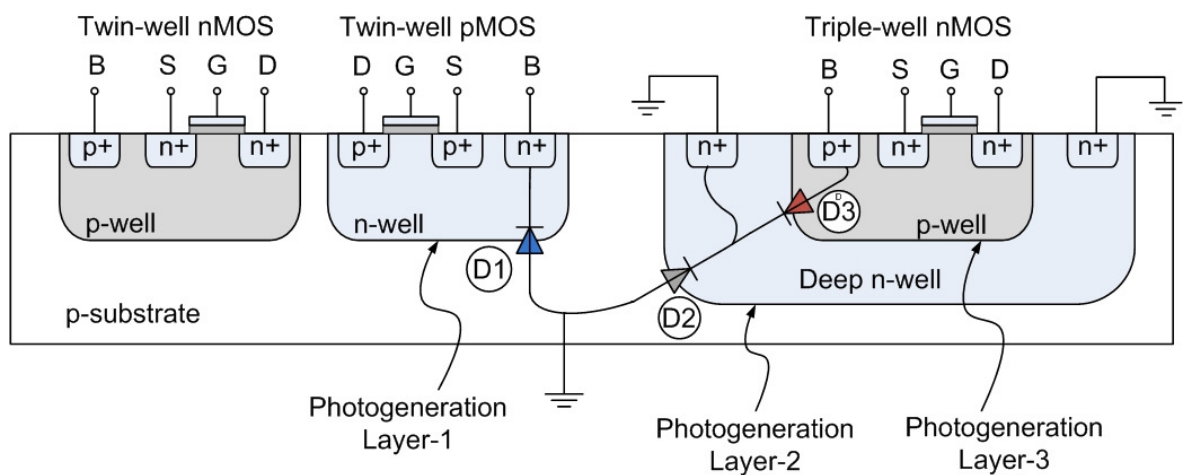 Twin-well nMOS
Twin-well pMOS
Triple-well nMOS
B S G D
D G S B
B S G D
p+ n+ n+
p+ p+ n+
n+ p+ n+ n+ n+
p-well
n-well
D3
D
p-well
D1
Deep n-well
D2
p-substrate
Photogeneration
Layer-1
Photogeneration
Layer-2
Photogeneration
Layer-3